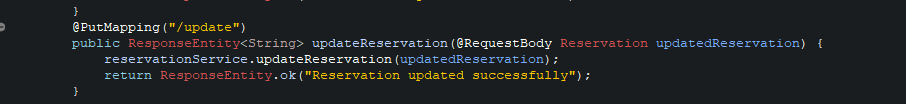 }
@PutMapping("/update")
public ResponseEntity<String> updateReservation(@RequestBody Reservation updatedReservation) {
reservationService.updateReservation(updatedReservation);
return ResponseEntity.ok("Reservation updated successfully");
}